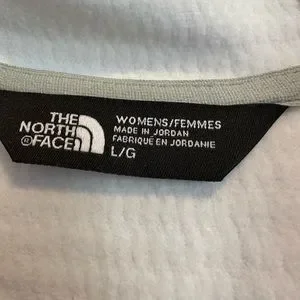 THE
NORTH
®FACE
WOMENS/FEMMES
MADE IN JORDAN
FABRIQUÉ EN JORDANIE
L/G